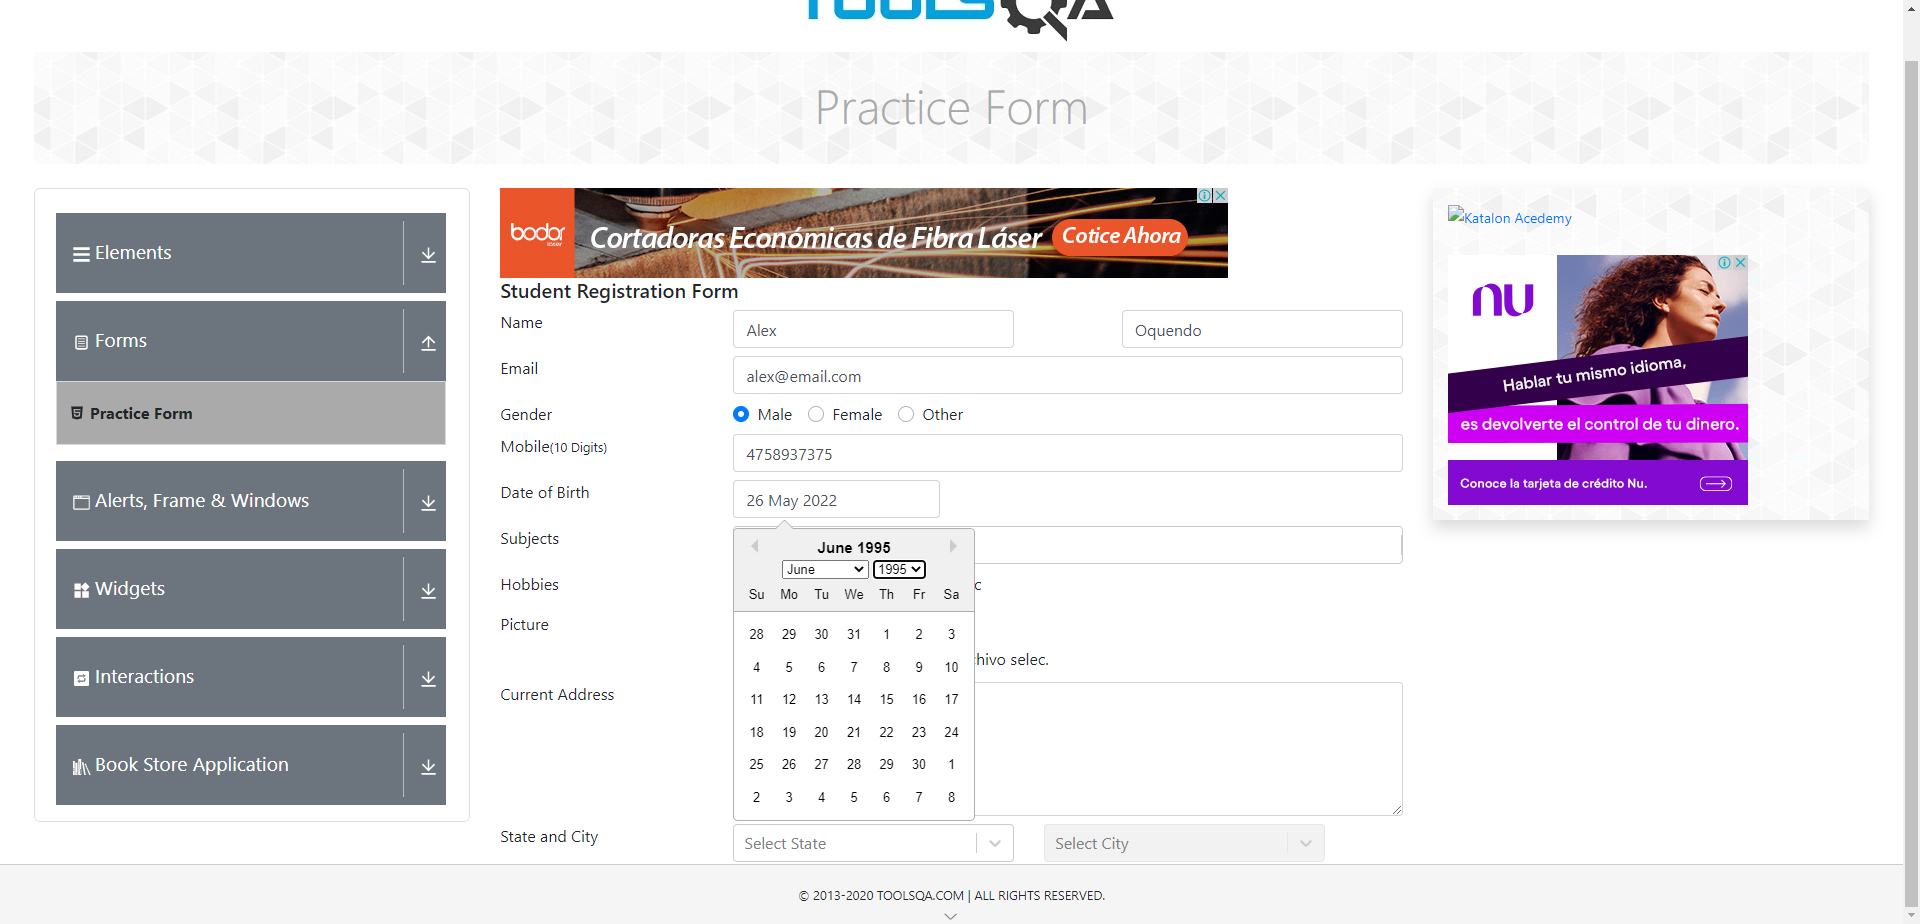 TOOLSQA
Practice Form
Elements
Forms
Practice Form
Alerts, Frame & Windows
Widgets
Interactions
Book Store Application
bodor
laser
Cortadoras Económicas de Fibra Láser
Cotice Ahora
Student Registration Form
Name
Alex
Oquendo
Email
alex@email.com
Gender
Male
Female
Other
Mobile(10 Digits)
4758937375
Date of Birth
26 May 2022
Subjects
June 1995
June
1995
Su Mo Tu We Th Fr Sa
28 29 30 31 1 2 3
4 5 6 7 8 9 10
11 12 13 14 15 16 17
18 19 20 21 22 23 24
25 26 27 28 29 30 1
2 3 4 5 6 7 8
Hobbies
c
Picture
hivo selec.
Current Address
State and City
Select State
Select City
Katalon Acedemy
nu
Hablar tu mismo idioma,
es devolverte el control de tu dinero.
Conoce la tarjeta de crédito Nu.
© 2013-2020 TOOLSQA.COM | ALL RIGHTS RESERVED.